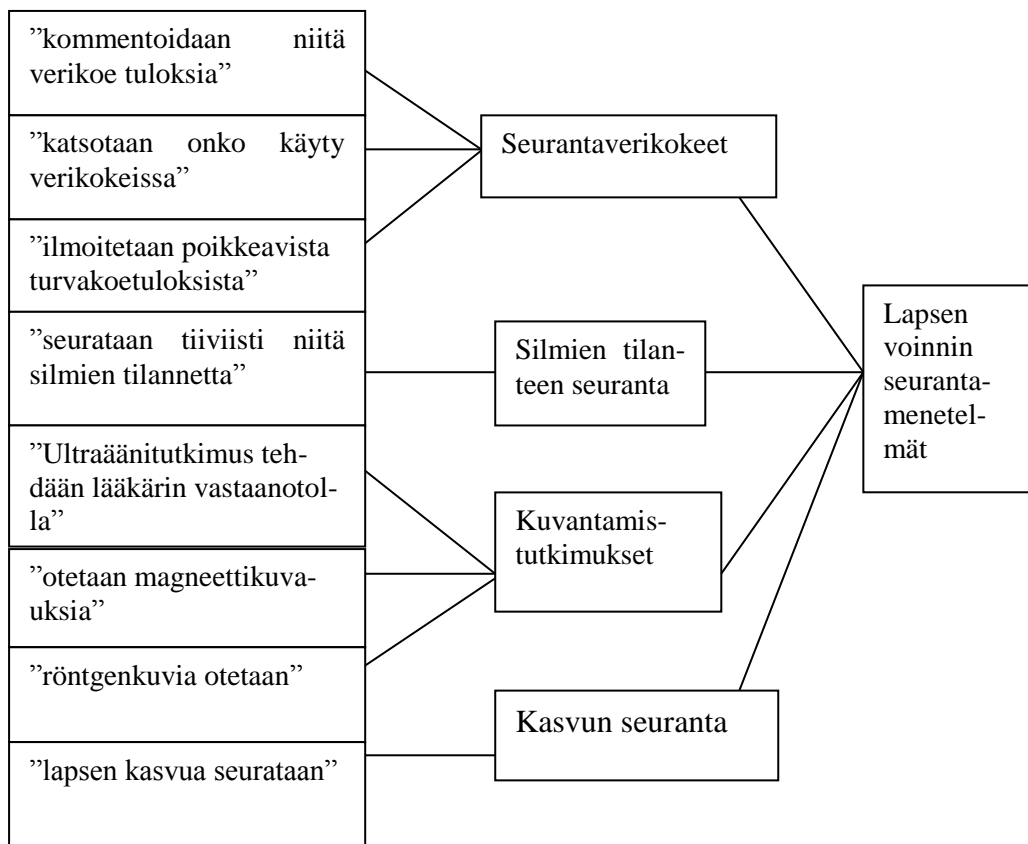 ”kommentoidaan niitä
verikoe tuloksia”
”katsotaan onko käyty
verikokeissa”
”ilmoitetaan poikkeavista
turvakoetuloksista”
”seurataan tiiviisti niitä
silmien tilannetta”
”Ultraäänitutkimus teh-
dään lääkärin vastaanotol-
la”
”otetaan magneettikuva-
uksia”
”röntgenkuvia otetaan”
”lapsen kasvua seurataan”
Seurantaverikokeet
Silmien tilan-
teen seuranta
Kuvantamis-
tutkimukset
Kasvun seuranta
Lapsen
voinnin
seuranta-
menetel-
mät